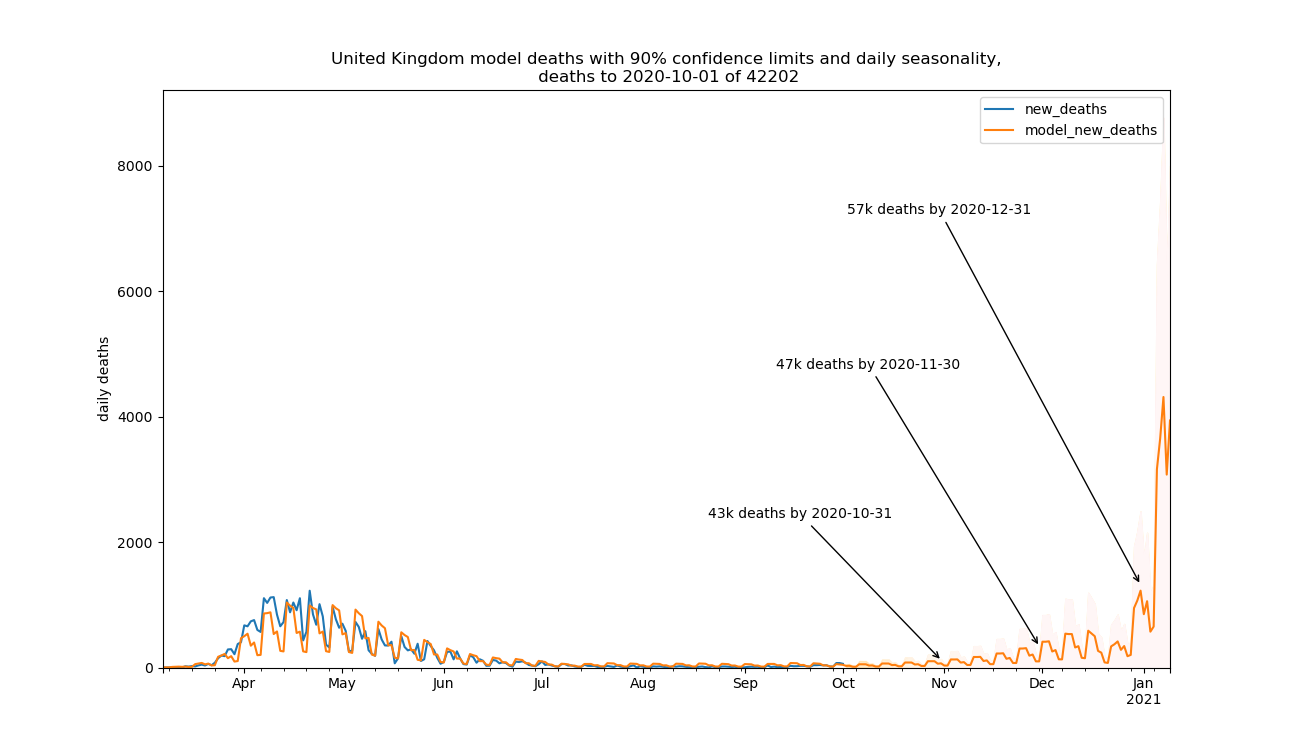 United Kingdom model deaths with 90% confidence limits and daily seasonality,
deaths to 2020-10-01 of 42202
new_deaths
model_new_deaths
8000
57k deaths by 2020-12-31
6000
daily deaths
47k deaths by 2020-11-30
4000
43k deaths by 2020-10-31
2000
0
Apr May Jun Jul Aug Sep Oct Nov Dec Jan
2021